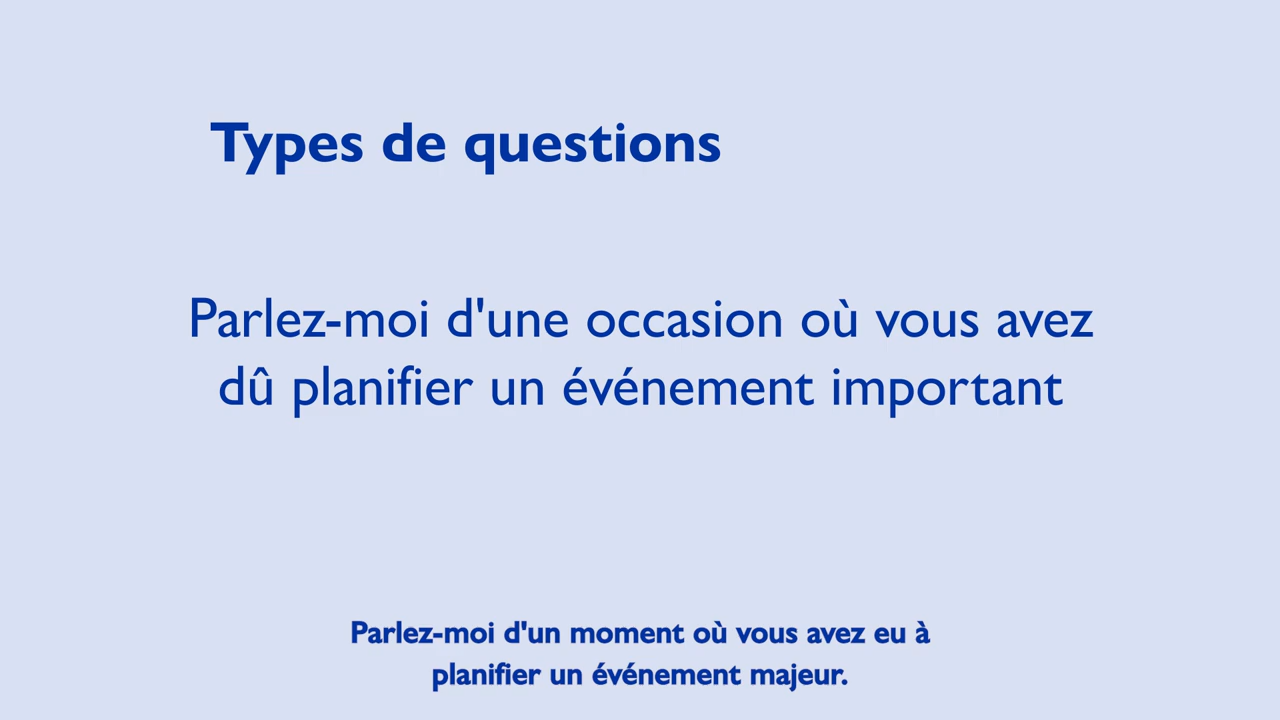 Types de questions
Parlez-moi d'une occasion où vous avez
dû planifier un événement important
Parlez-moi d'un moment où vous avez eu à
planifier un événement majeur.